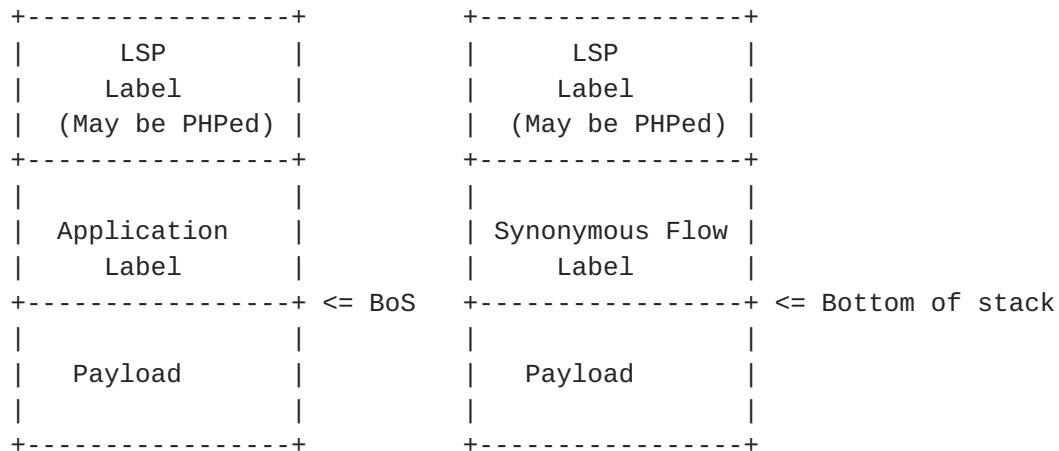 +-----------------+          +-----------------+
|       LSP       |          |       LSP       |
|      Label      |          |      Label      |
|  (May be PHPed) |          |  (May be PHPed) |
+-----------------+          +-----------------+
|                 |          |                 |
|   Application   |          | Synonymous Flow |
|      Label      |          |      Label      |
+-----------------+ <= BoS   +-----------------+ <= Bottom of stack
|                 |          |                 |
|    Payload      |          |    Payload      |
|                 |          |                 |
+-----------------+          +-----------------+